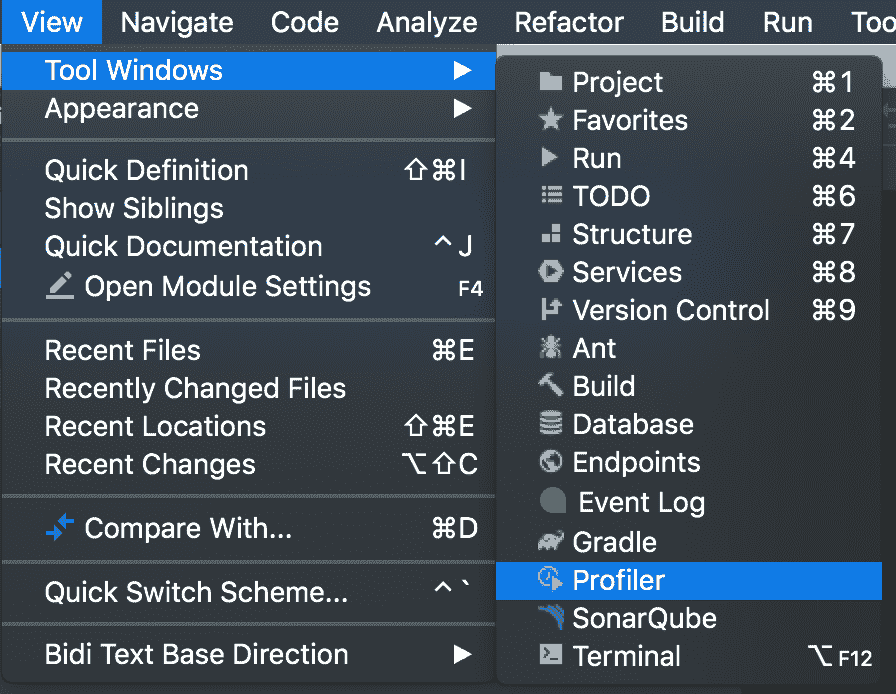 View Navigate Code Analyze Refactor Build Run Too
Tool Windows ▶
Appearance ▶
Quick Definition ⇧⌘I
Show Siblings
Quick Documentation ^ J
Open Module Settings F4
Recent Files ⌘E
Recently Changed Files
Recent Locations ⇧⌘E
Recent Changes ⌥⇧C
Compare With... ⌘D
Quick Switch Scheme... ^ `
Bidi Text Base Direction ▶
Project ⌘1
Favorites ⌘2
Run ⌘4
TODO ⌘6
Structure ⌘7
Services ⌘8
Version Control ⌘9
Ant
Build
Database
Endpoints
Event Log
Gradle
Profiler
SonarQube
Terminal ⌥F12